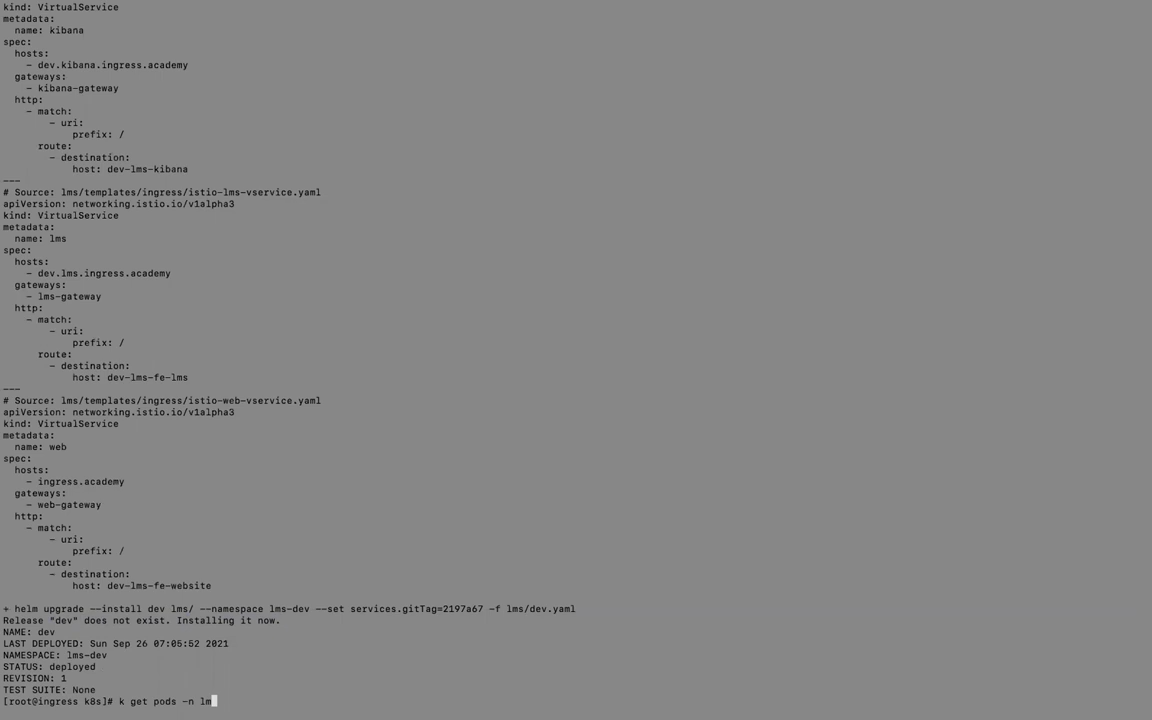 kind: VirtualService
metadata:
  name: kibana
spec:
  hosts:
    - dev.kibana.ingress.academy
  gateways:
    - kibana-gateway
  http:
    - match:
        - uri:
            prefix: /
      route:
        - destination:
            host: dev-lms-kibana
---
# Source: lms/templates/ingress/istio-lms-vservice.yaml
apiVersion: networking.istio.io/v1alpha3
kind: VirtualService
metadata:
  name: lms
spec:
  hosts:
    - dev.lms.ingress.academy
  gateways:
    - lms-gateway
  http:
    - match:
        - uri:
            prefix: /
      route:
        - destination:
            host: dev-lms-fe-lms
---
# Source: lms/templates/ingress/istio-web-vservice.yaml
apiVersion: networking.istio.io/v1alpha3
kind: VirtualService
metadata:
  name: web
spec:
  hosts:
    - ingress.academy
  gateways:
    - web-gateway
  http:
    - match:
        - uri:
            prefix: /
      route:
        - destination:
            host: dev-lms-fe-website
+ helm upgrade --install dev lms/ --namespace lms-dev --set services.gitTag=2197a67 -f lms/dev.yaml
Release "dev" does not exist. Installing it now.
NAME: dev
LAST DEPLOYED: Sun Sep 26 07:05:52 2021
NAMESPACE: lms-dev
STATUS: deployed
REVISION: 1
TEST SUITE: None
[root@ingress k8s]# k get pods -n lm